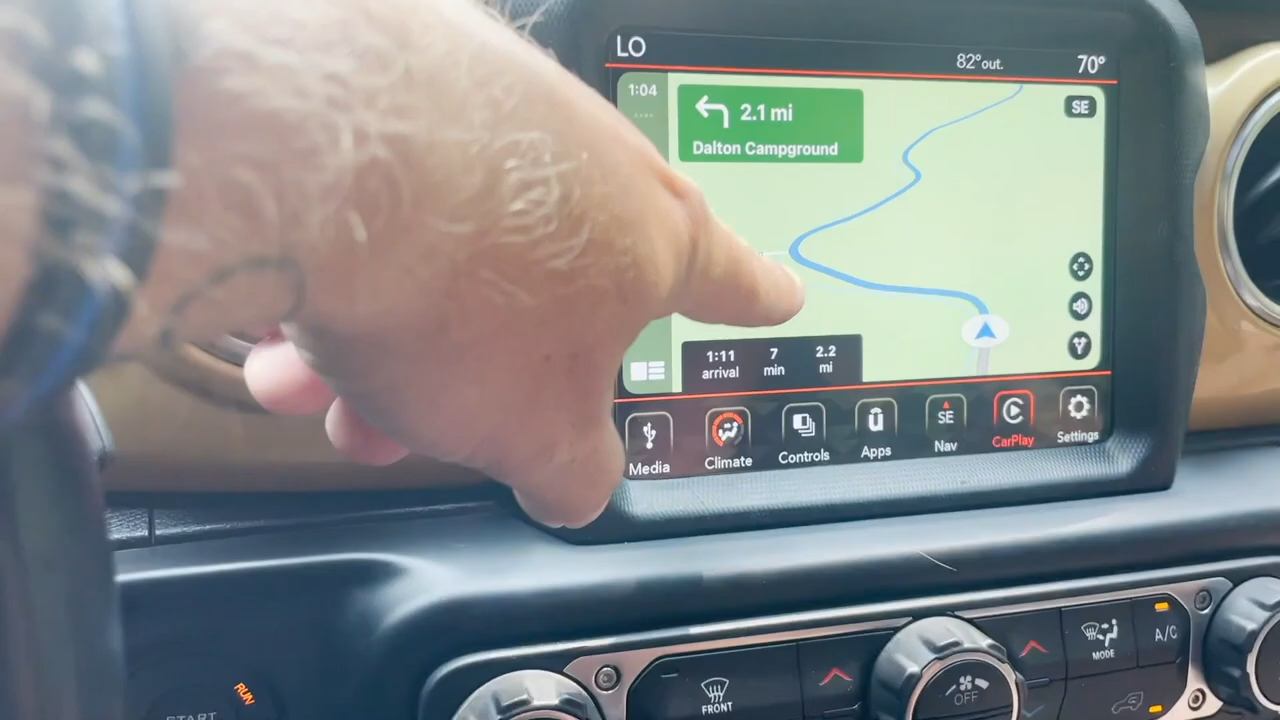 LO
82° out.
70°
1:04
2.1 mi
SE
Dalton Campground
1:11
7
2.2
arrival
min
mi
SE
Media
Climate
Controls
Apps
Nav
CarPlay
Settings
RUN
START
FRONT
OFF
MODE
A/C